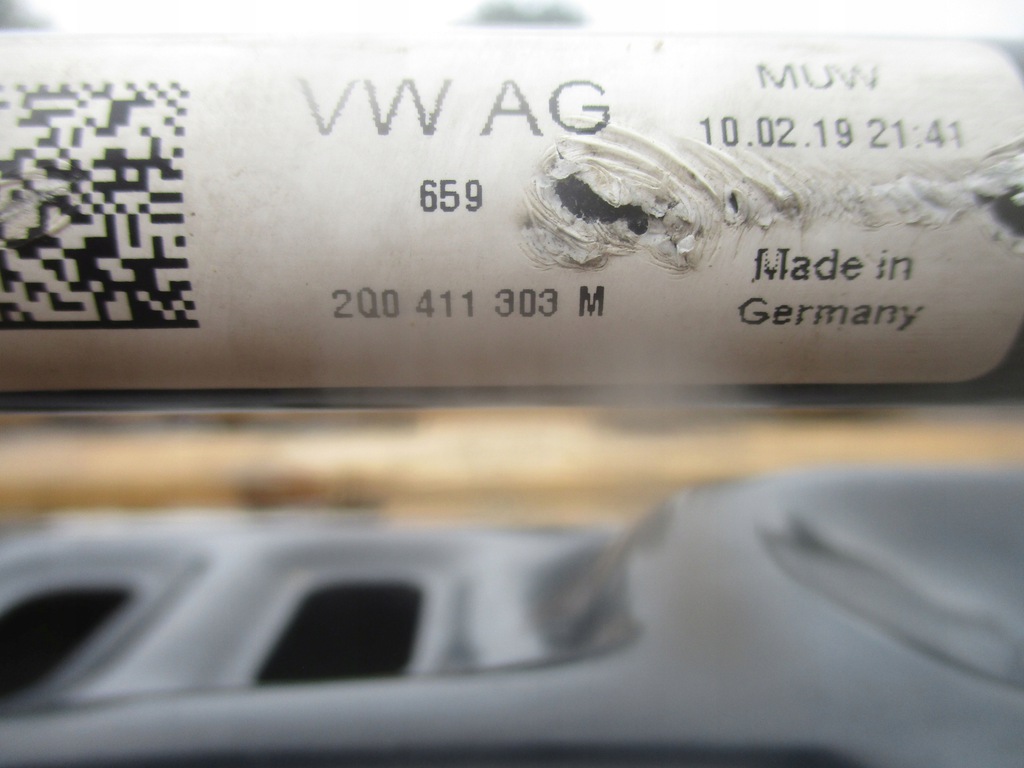 VW AG
659
2Q0 411 303 M
MUW
10.02.19 21:41
Made in
Germany